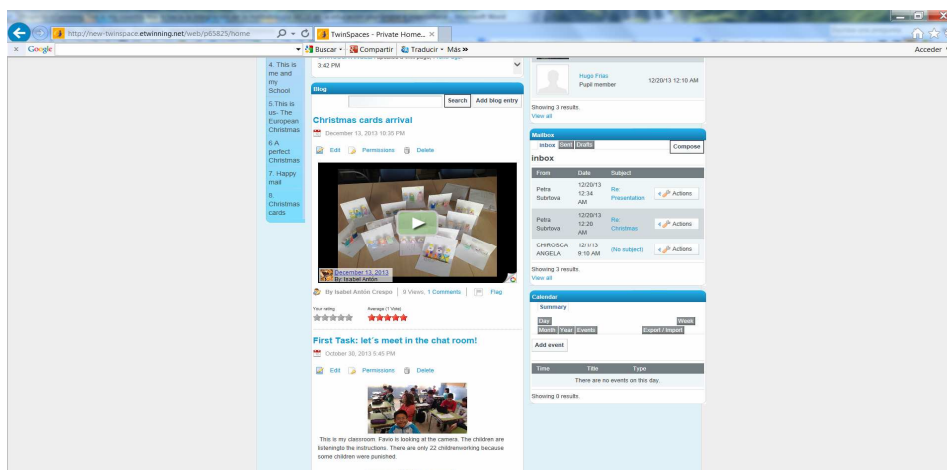 http://new-twinspace.etwinning.net/web/p65825/home
TwinSpaces - Private Home...
x Google
Buscar
Compartir
Traducir
Más »
Acceder
4. This is
me and
my
School
5.This is
us- The
European
Christmas
6.A
perfect
Christmas
7. Happy
mail
8.
Christmas
cards
3:42 PM
Blog
Search
Add blog entry
Christmas cards arrival
December 13, 2013 10:35 PM
Edit
Permissions
Delete
December 13, 2013
By: Isabel Antón
By Isabel Antón Crespo
8 Views, 1 Comments
Flag
Your rating
Average (1 Vote)
First Task: let´s meet in the chat room!
October 30, 2013 5:45 PM
Edit
Permissions
Delete
This is my classroom. Favio is looking at the camera. The children are
listeningto the instructions. There are only 22 childrenworking because
some children were punished.
Hugo Frias
Pupil member
12/20/13 12:10 AM
Showing 3 results.
View all
Mailbox
Inbox Sent Drafts
Compose
inbox
From Date Subject
Petra
Subrtova
12/20/13
12:34
AM
Re:
Presentation
Actions
Petra
Subrtova
12/20/13
12:20
AM
Re:
Christmas
Actions
CHIROSCA
ANGELA
12/1/13
9:10 AM
(No subject)
Actions
Showing 3 results.
View all
Calendar
Summary
Day
Week
Month Year Events
Export / Import
Add event
Time Title Type
There are no events on this day.
Showing 0 results.